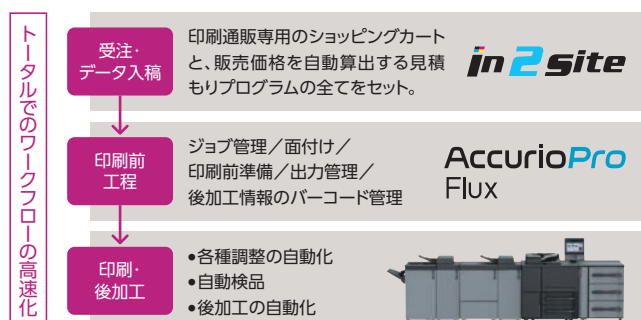 トータルでのワークフローの高速化
受注・
データ入稿
印刷通販専用のショッピングカート
と、販売価格を自動算出する見積
もりプログラムの全てをセット。
in2site
印刷前
工程
ジョブ管理／面付け／
印刷前準備／出力管理／
後加工情報のバーコード管理
AccurioPro
Flux
印刷・
後加工
●各種調整の自動化
●自動検品
●後加工の自動化